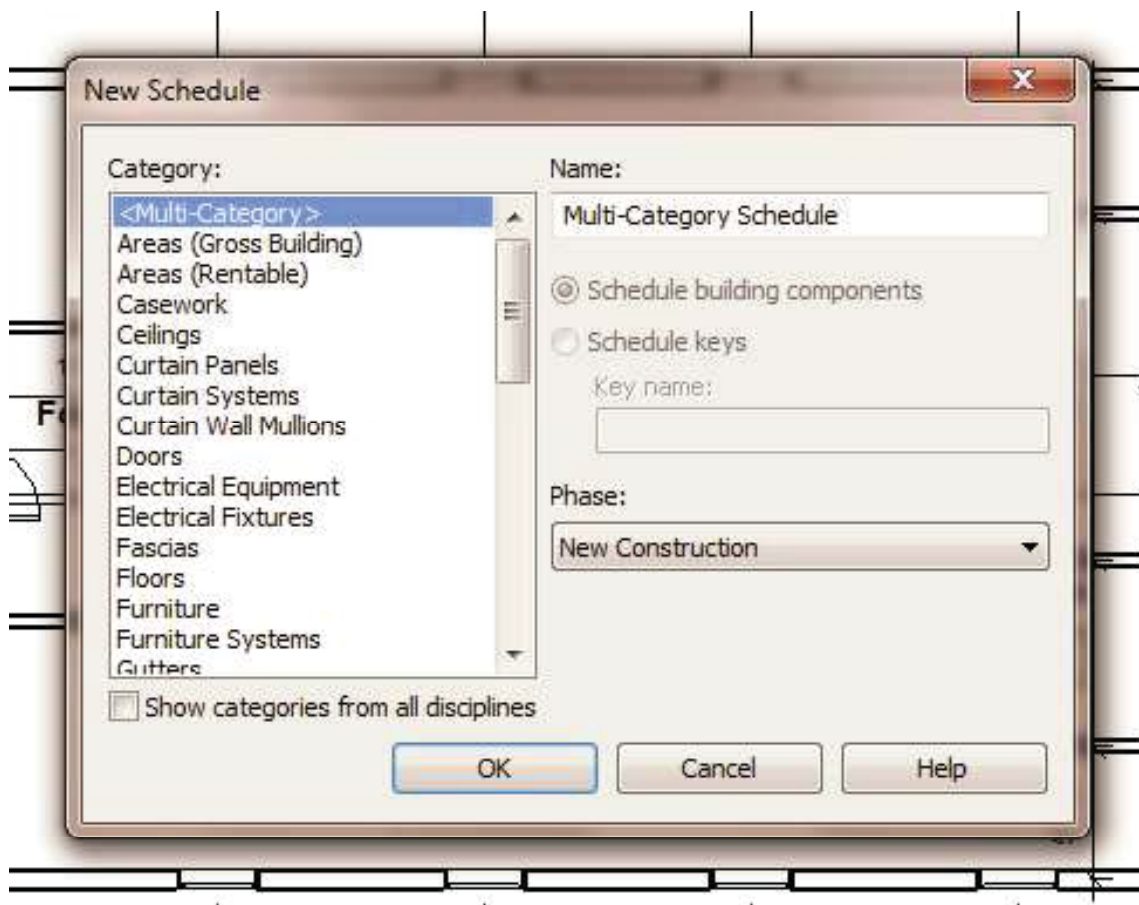 New Schedule
Category:
<Multi-Category>
Areas (Gross Building)
Areas (Rentable)
Casework
Ceilings
Curtain Panels
Curtain Systems
Curtain Wall Mullions
Doors
Electrical Equipment
Electrical Fixtures
Fascias
Floors
Furniture
Furniture Systems
Gutters
Show categories from all disciplines
Name:
Multi-Category Schedule
Schedule building components
Schedule keys
Key name:
Phase:
New Construction
OK
Cancel
Help